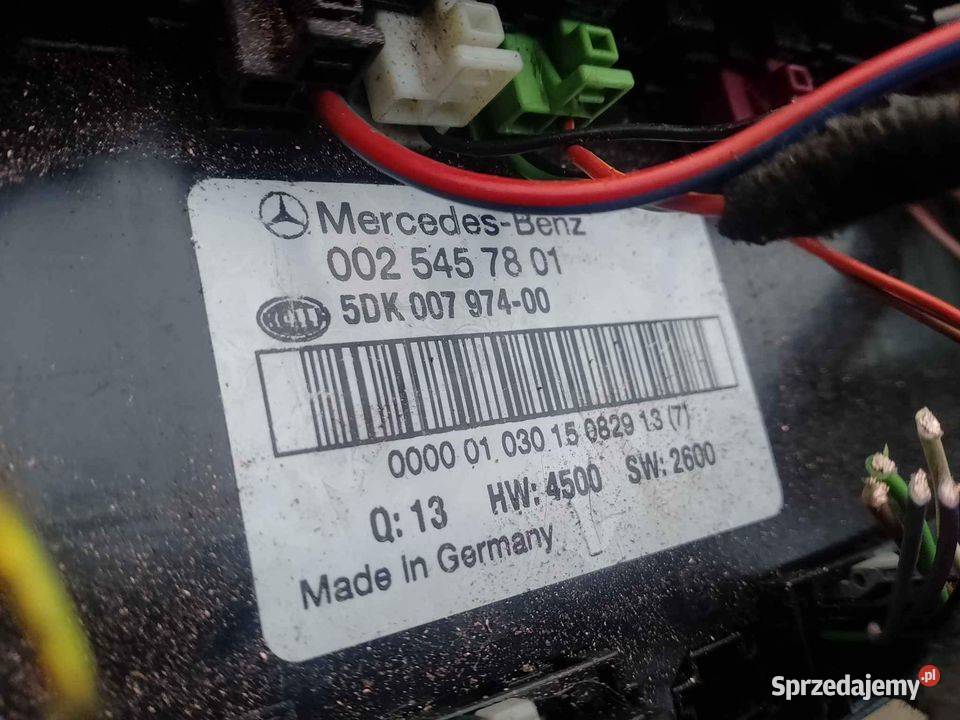 Mercedes-Benz
002 545 78 01
5DK 007 974-00
0000 01 030 15 0829 13 (7)
Q: 13 HW: 4500 SW: 2600
Made in Germany
Sprzedajemy.pl